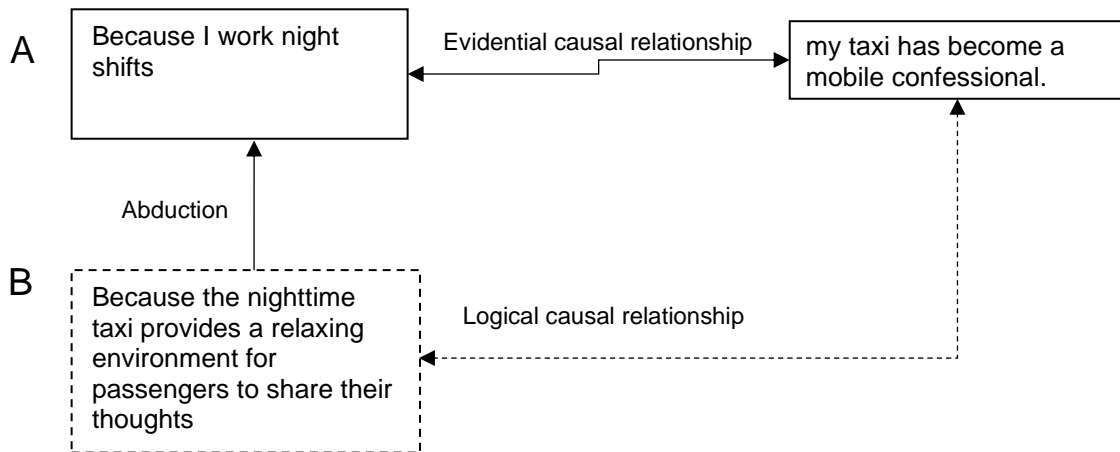 A
Because I work night
shifts
Evidential causal relationship
my taxi has become a
mobile confessional.
Abduction
B
Because the nighttime
taxi provides a relaxing
environment for
passengers to share their
thoughts
Logical causal relationship